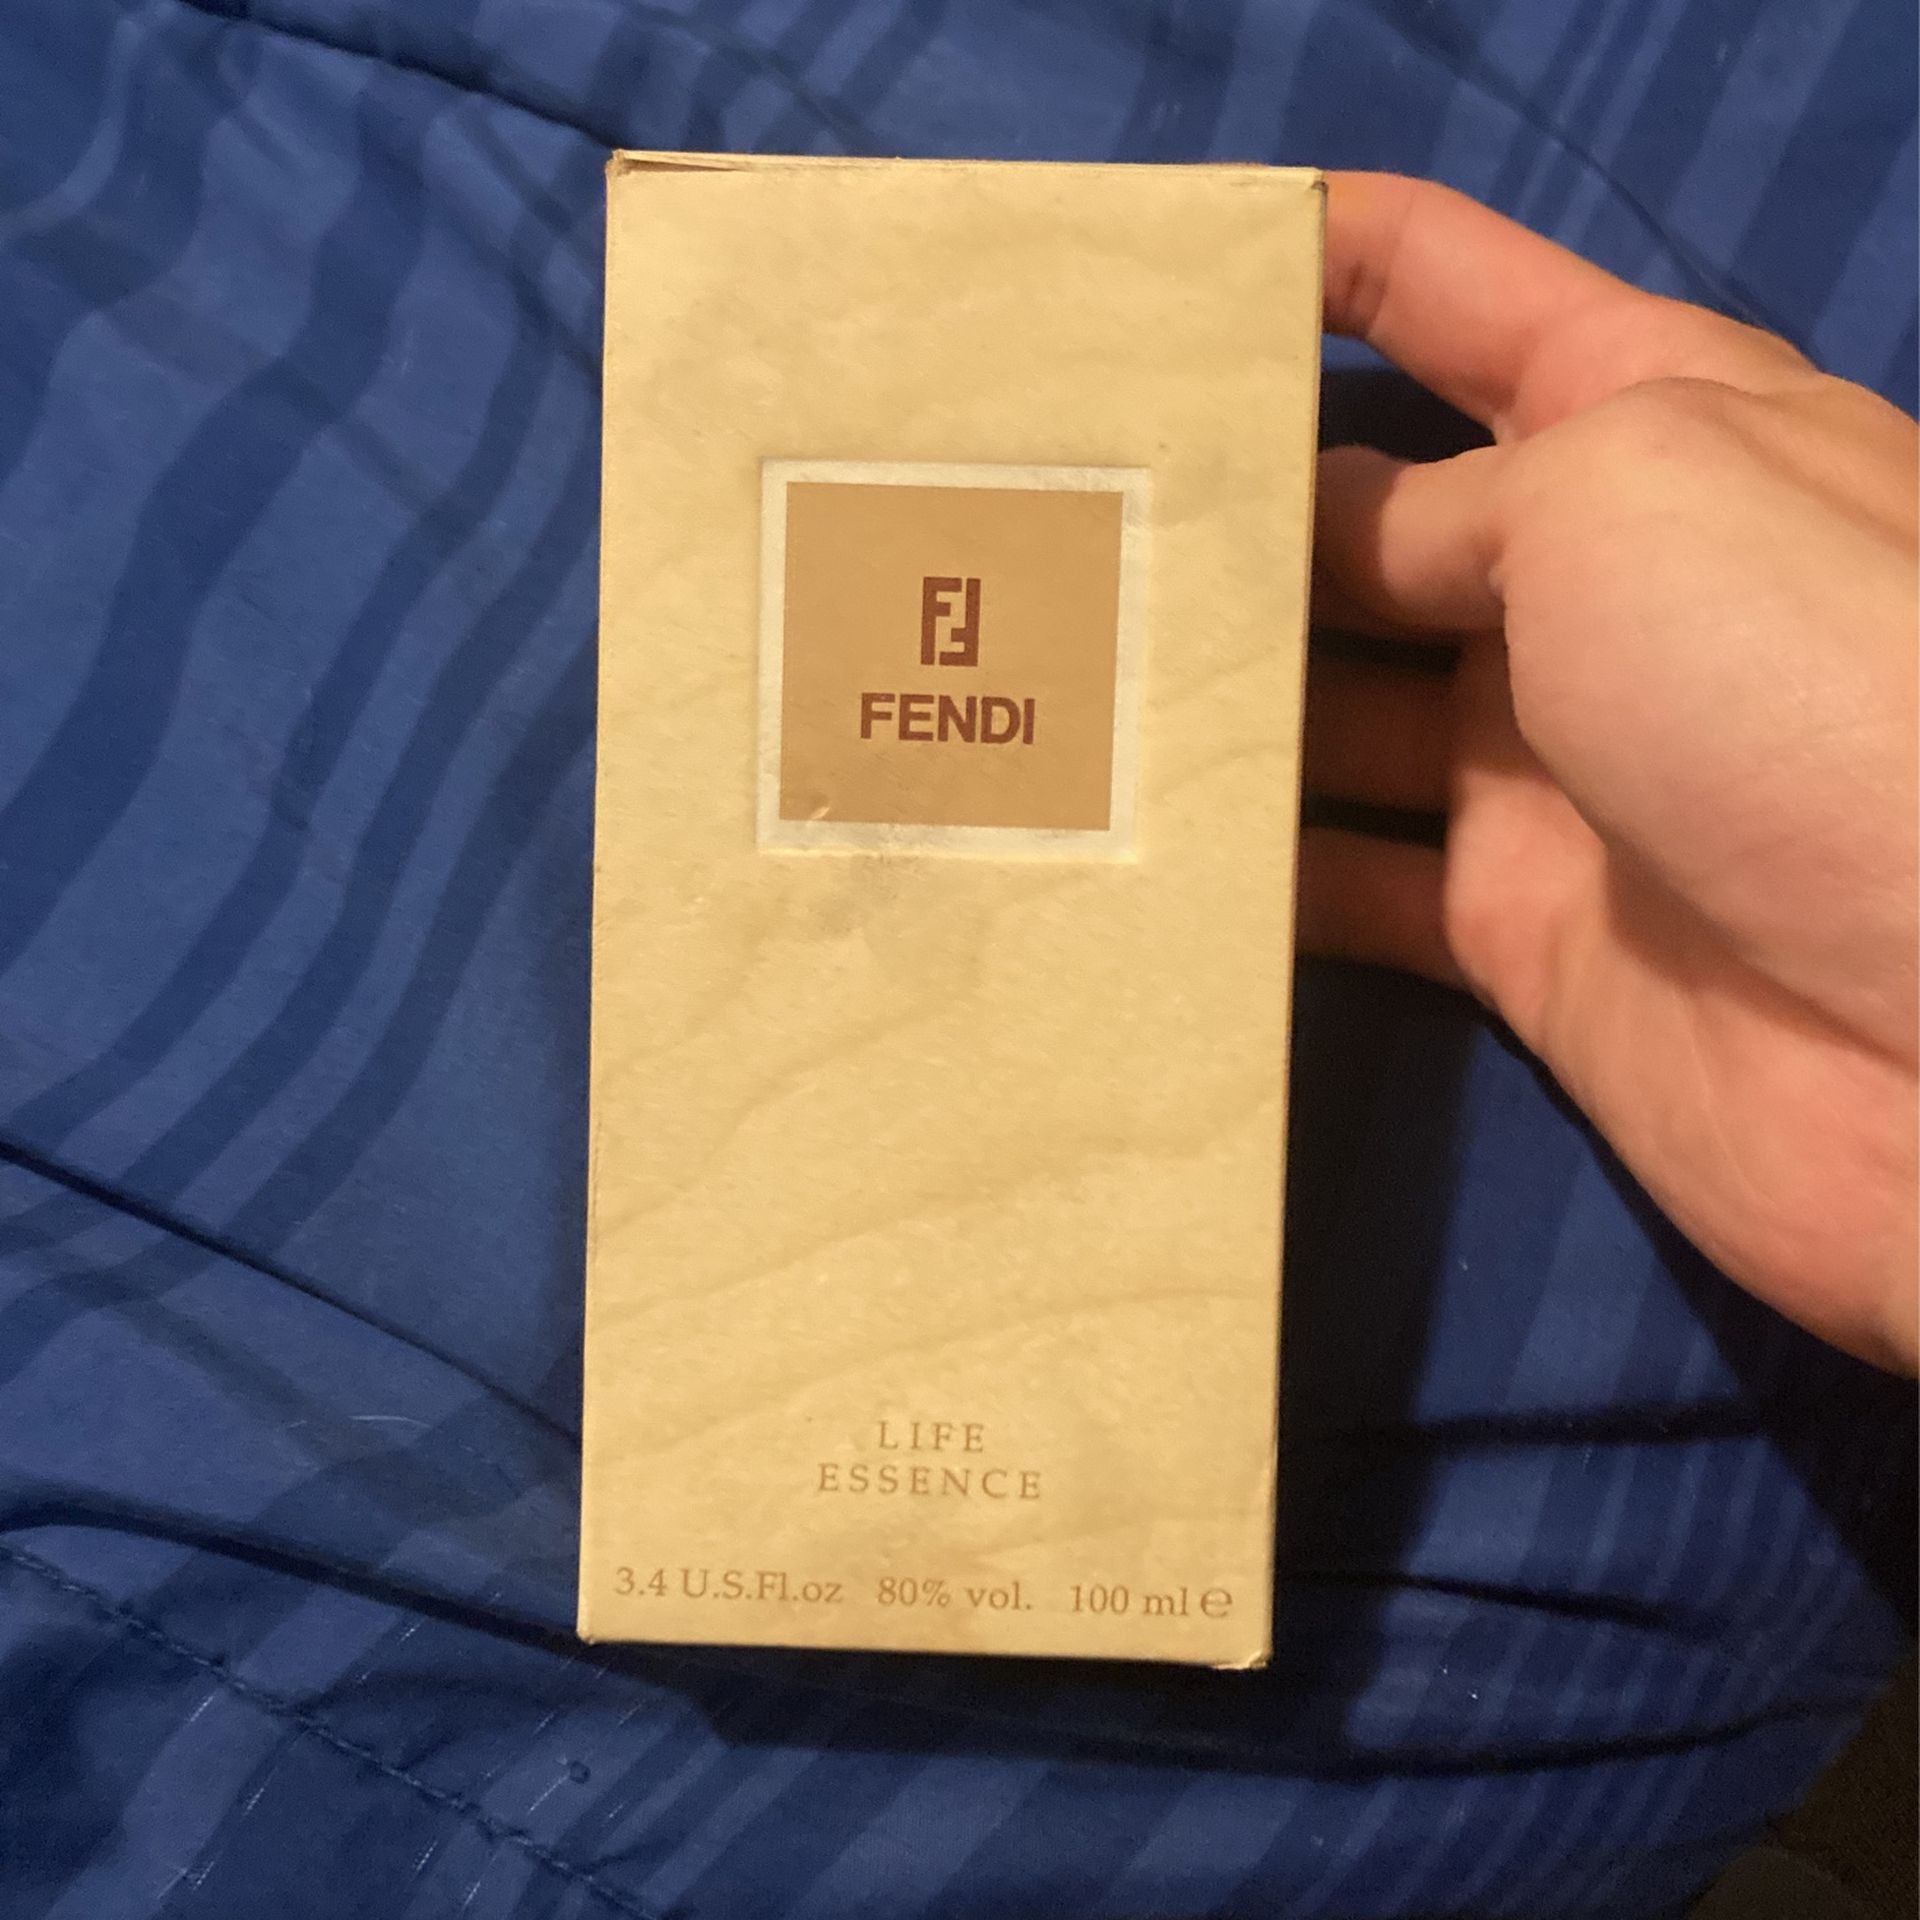 FENDI
LIFE
ESSENCE
3.4 U.S.Fl.oz 80% vol. 100 ml ℮